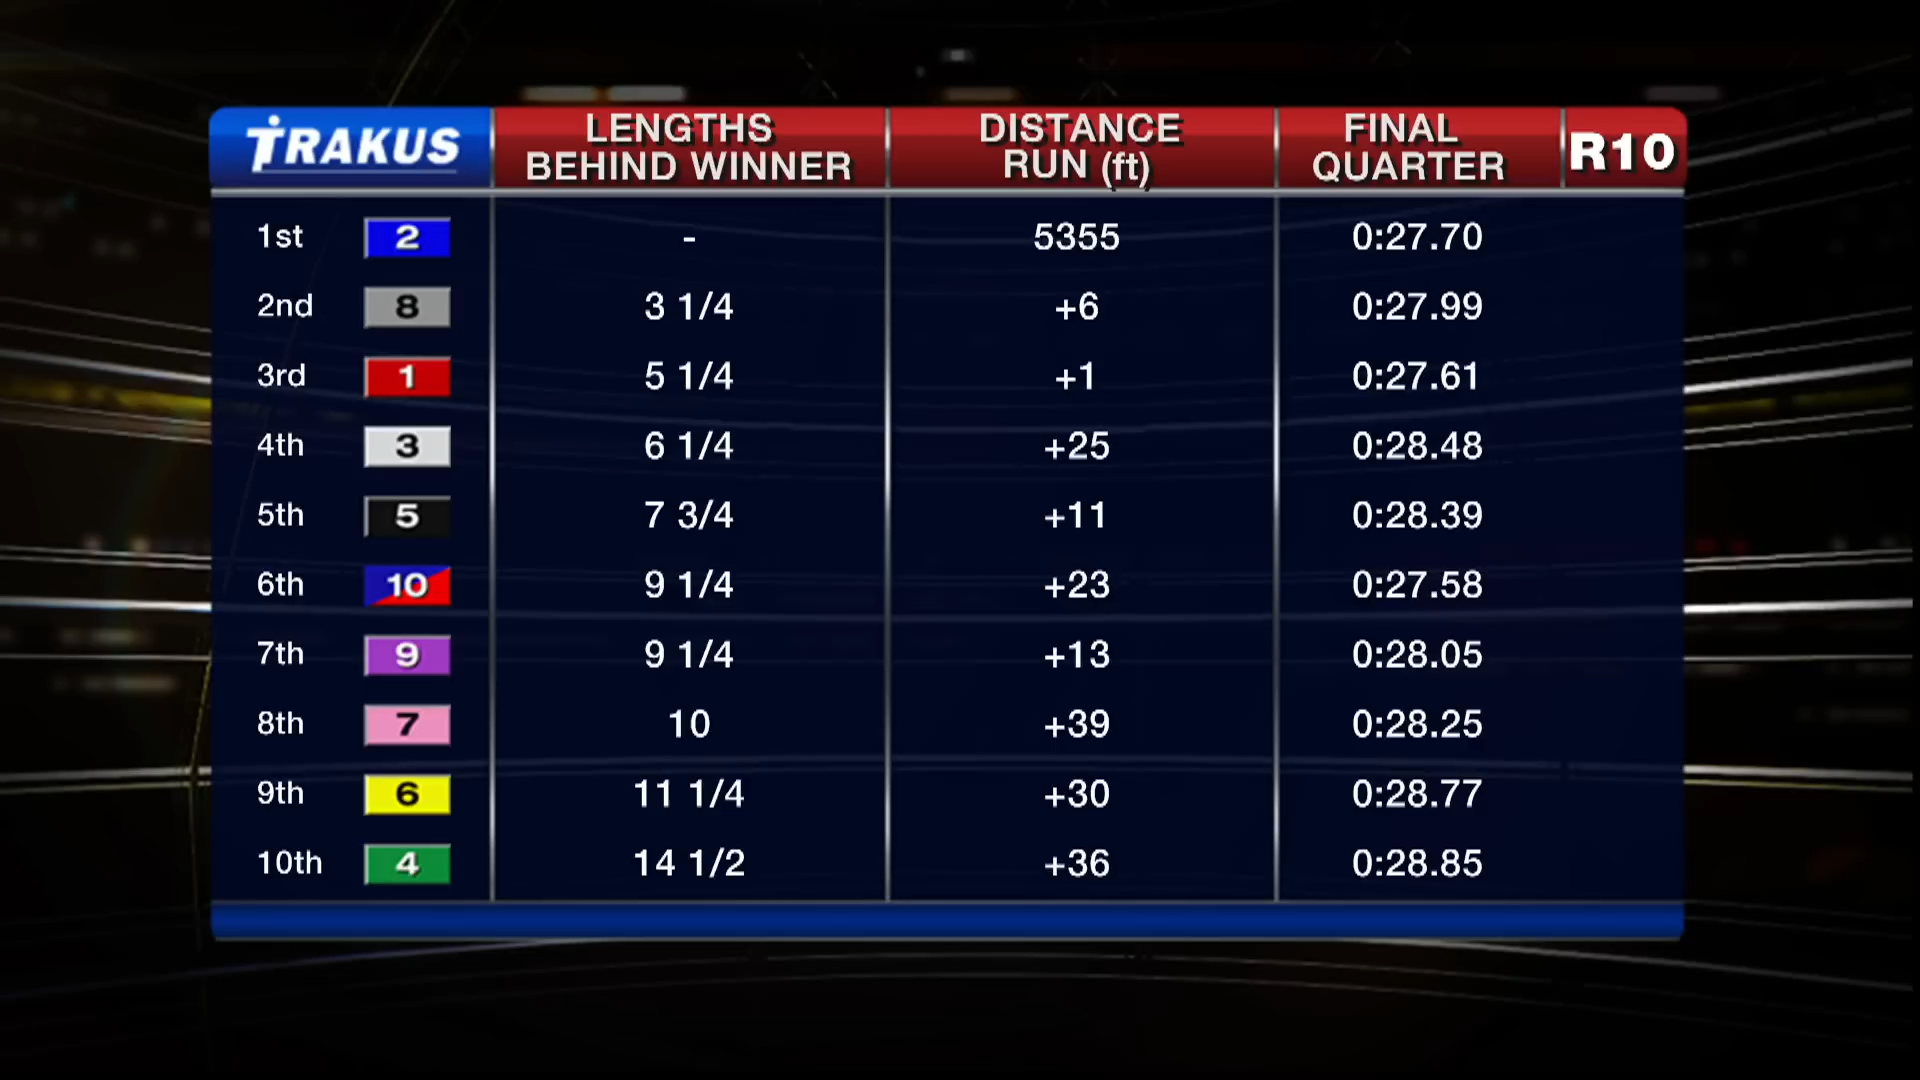 TRAKUS
LENGTHS
BEHIND WINNER
DISTANCE
RUN (ft)
FINAL
QUARTER
R10
1st 2 - 5355 0:27.70
2nd 8 3 1/4 +6 0:27.99
3rd 1 5 1/4 +1 0:27.61
4th 3 6 1/4 +25 0:28.48
5th 5 7 3/4 +11 0:28.39
6th 10 9 1/4 +23 0:27.58
7th 9 9 1/4 +13 0:28.05
8th 7 10 +39 0:28.25
9th 6 11 1/4 +30 0:28.77
10th 4 14 1/2 +36 0:28.85